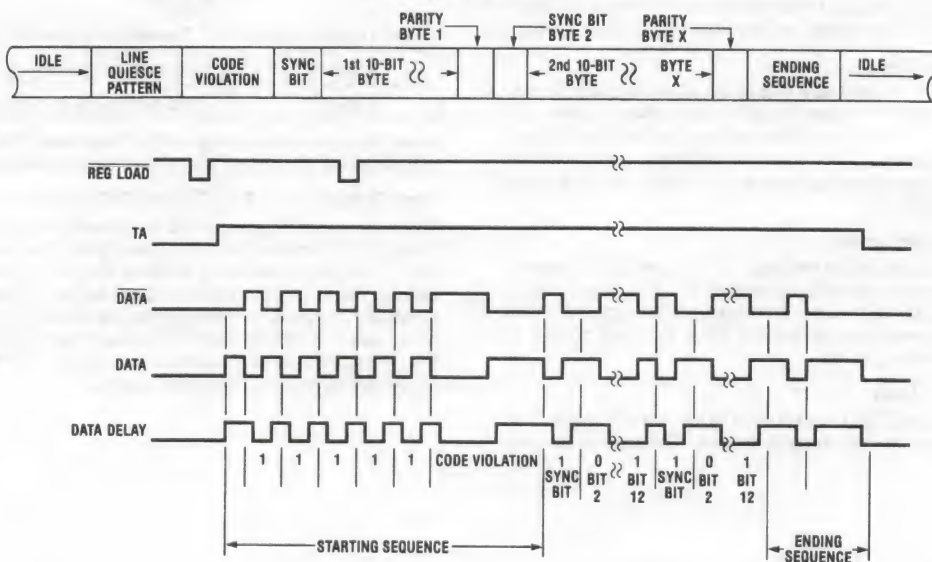 PARITY BYTE 1
SYNC BIT BYTE 2
PARITY BYTE X
IDLE
LINE QUIESCE PATTERN
CODE VIOLATION
SYNC BIT
1st 10-BIT BYTE
2nd 10-BIT BYTE
BYTE X
ENDING SEQUENCE
IDLE
REG LOAD
TA
DATA
DATA
DATA DELAY
1 1 1 1 1 CODE VIOLATION 1 0 1 1 0 1
SYNC BIT BIT 2 BIT 12 SYNC BIT BIT 2 BIT 12
STARTING SEQUENCE
ENDING SEQUENCE